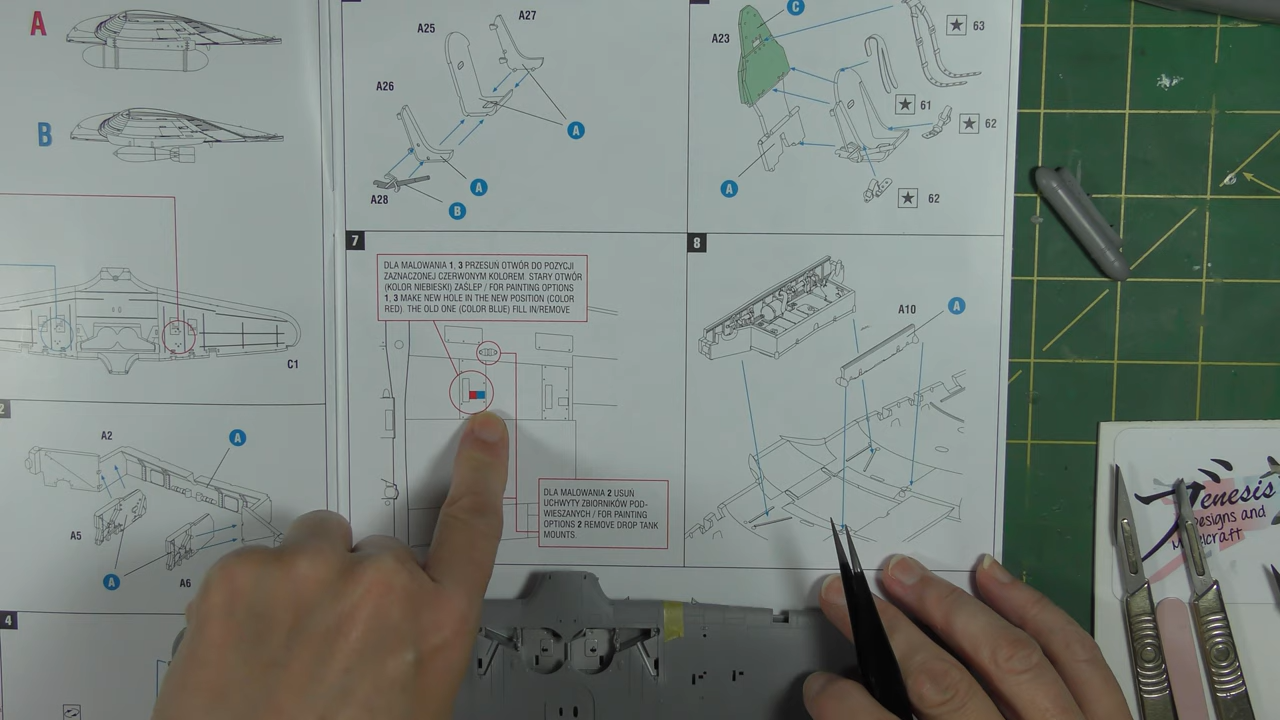 A
B
C1
2
A2
A
A5
A
A6
4
A25
A27
A26
A
A
A28
B
A23
C
63
61
62
62
A
7
DLA MALOWANIA 1, 3 PRZESUŃ OTWÓR DO POZYCJI
ZAZNACZONEJ CZERWONYM KOLOREM. STARY OTWÓR
(KOLOR NIEBIESKI) ZAŚLEP / FOR PAINTING OPTIONS
1, 3 MAKE NEW HOLE IN THE NEW POSITION (COLOR
RED) THE OLD ONE (COLOR BLUE) FILL IN/REMOVE
DLA MALOWANIA 2 USUŃ
UCHWYTY ZBIORNIKÓW POD-
WIESZANYCH / FOR PAINTING
OPTIONS 2 REMOVE DROP TANK
MOUNTS.
8
A10
A
Genesis
Designs and
Modelcraft